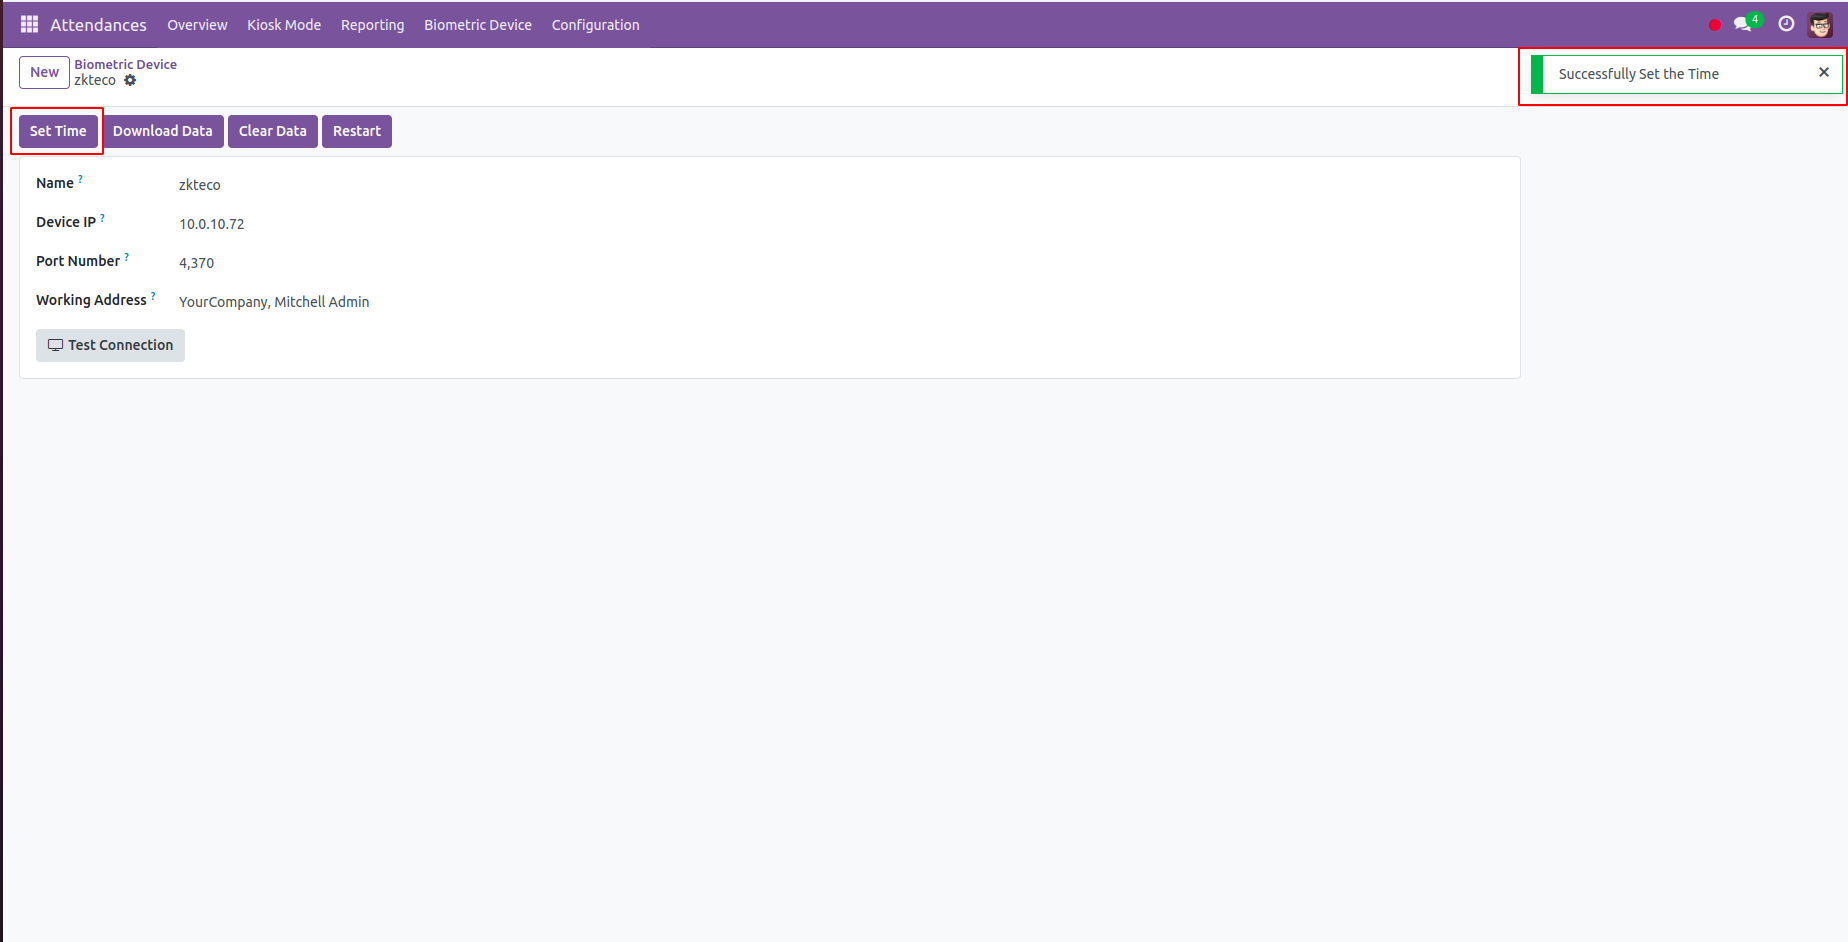 Attendances Overview Kiosk Mode Reporting Biometric Device Configuration 4
New Biometric Device
zkteco
Successfully Set the Time
Set Time Download Data Clear Data Restart
Name ? zkteco
Device IP ? 10.0.10.72
Port Number ? 4,370
Working Address ? YourCompany, Mitchell Admin
Test Connection